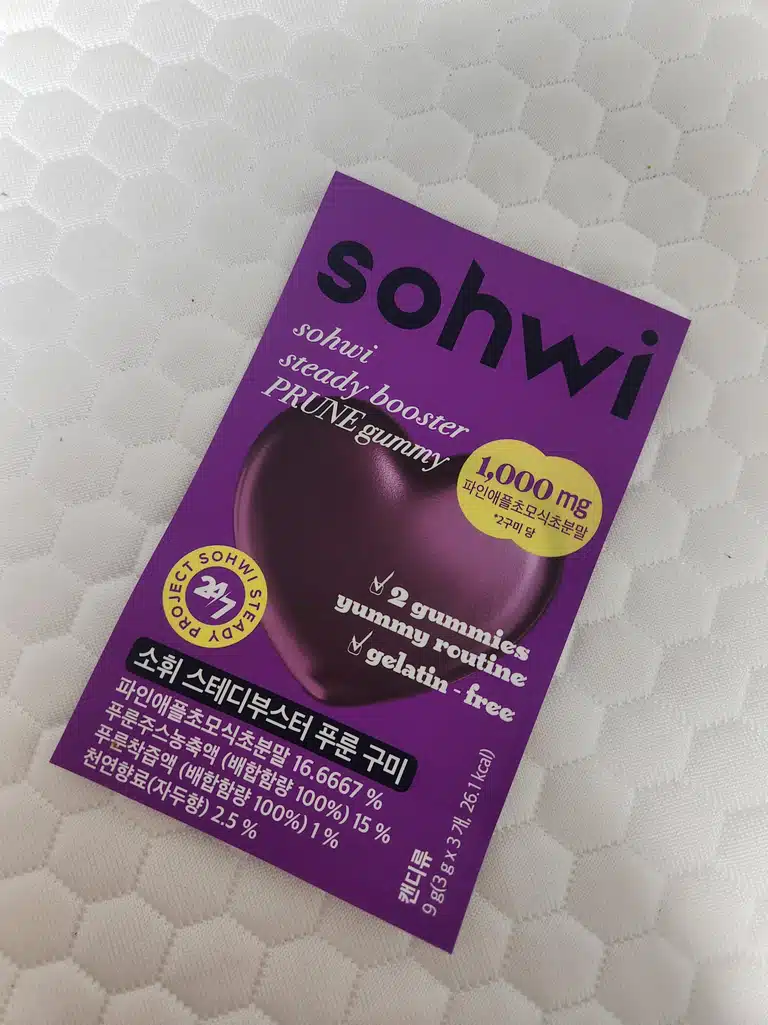 sohwi
sohwi
steady booster
PRUNE gummy
1,000 mg
파인애플초모식초분말
*2구미 당
2 gummies
yummy routine
gelatin-free
SOHWI STEADY PROJECT
24/7
소휘 스테디부스터 푸룬 구미
파인애플초모식초분말 16.6667 %
푸룬주스농축액 (배합함량 100%) 15 %
푸룬착즙액 (배합함량 100%) 1 %
천연향료(자두향) 2.5 %
캔디류
9 g(3 g x 3 개, 26.1 kcal)